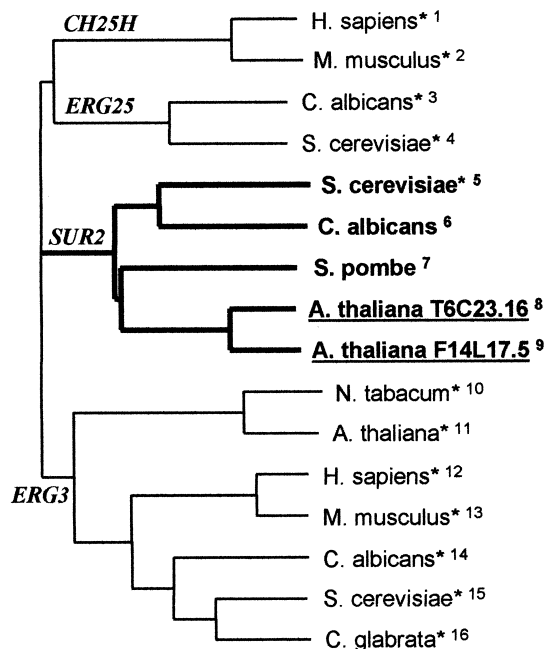 CH25H
H. sapiens* 1
M. musculus* 2
ERG25
C. albicans* 3
S. cerevisiae* 4
S. cerevisiae* 5
SUR2
C. albicans 6
S. pombe 7
A. thaliana T6C23.16 8
A. thaliana F14L17.5 9
N. tabacum* 10
A. thaliana* 11
H. sapiens* 12
ERG3
M. musculus* 13
C. albicans* 14
S. cerevisiae* 15
C. glabrata* 16